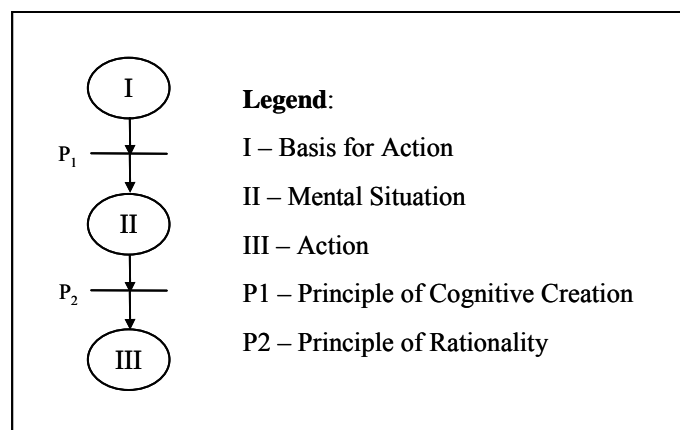 I
P1
II
P2
III
Legend:
I – Basis for Action
II – Mental Situation
III – Action
P1 – Principle of Cognitive Creation
P2 – Principle of Rationality